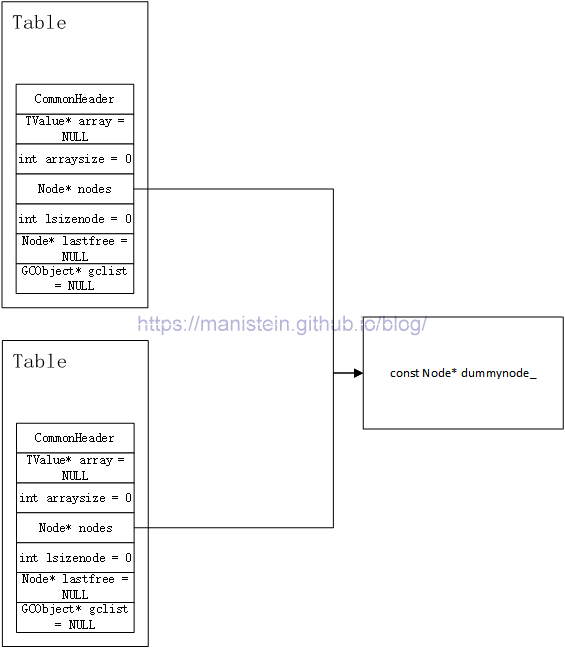 Table
CommonHeader
TValue* array =
NULL
int arraysize = 0
Node* nodes
int lsizenode = 0
Node* lastfree =
NULL
GCObject* gclist
= NULL
https://manistein.github.io/blog/
const Node* dummynode_
Table
CommonHeader
TValue* array =
NULL
int arraysize = 0
Node* nodes
int lsizenode = 0
Node* lastfree =
NULL
GCObject* gclist
= NULL